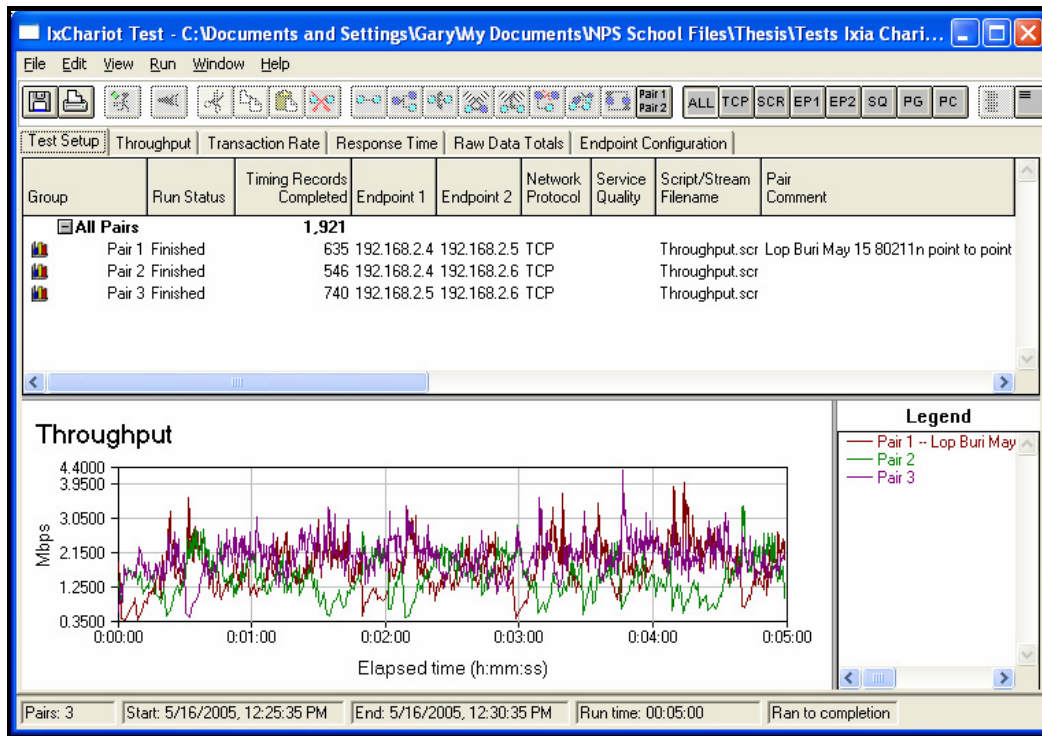 IxChariot Test - C:\Documents and Settings\Gary\My Documents\NPS School Files\Thesis\Tests Ixia Chari...
File Edit View Run Window Help
Pair 1 Pair 2 ALL TCP SCR EP1 EP2 SQ PG PC
Test Setup Throughput Transaction Rate Response Time Raw Data Totals Endpoint Configuration
Group Run Status Timing Records Completed Endpoint 1 Endpoint 2 Network Protocol Service Quality Script/Stream Filename Pair Comment
All Pairs 1,921
Pair 1 Finished 635 192.168.2.4 192.168.2.5 TCP Throughput.scr Lop Buri May 15 80211n point to point
Pair 2 Finished 546 192.168.2.4 192.168.2.6 TCP Throughput.scr
Pair 3 Finished 740 192.168.2.5 192.168.2.6 TCP Throughput.scr
Throughput
4.4000
3.9500
3.0500
2.1500
1.2500
0.3500
Mbps
0:00:00 0:01:00 0:02:00 0:03:00 0:04:00 0:05:00
Elapsed time (h:mm:ss)
Legend
Pair 1 -- Lop Buri May
Pair 2
Pair 3
Pairs: 3 Start: 5/16/2005, 12:25:35 PM End: 5/16/2005, 12:30:35 PM Run time: 00:05:00 Ran to completion